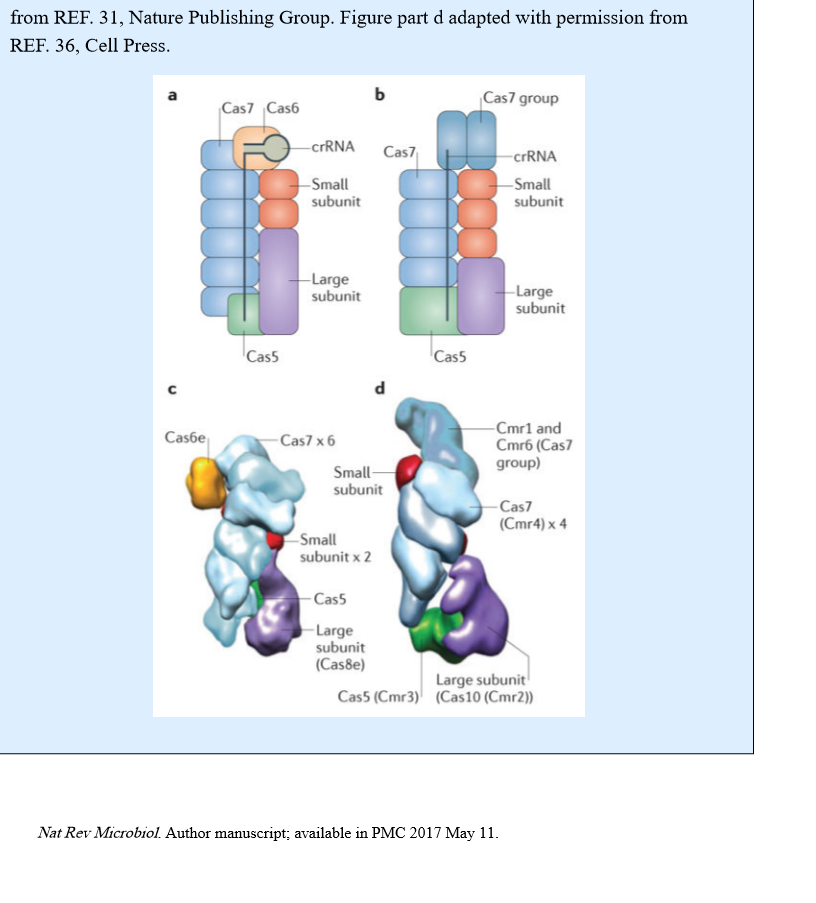 from REF. 31, Nature Publishing Group. Figure part d adapted with permission from
REF. 36, Cell Press.
a
Cas7
Cas6
crRNA
Small
subunit
Large
subunit
Cas5
b
Cas7 group
Cas7
crRNA
Small
subunit
Large
subunit
Cas5
c
Cas6e
Cas7 x 6
Small
subunit x 2
Cas5
Large
subunit
(Cas8e)
d
Cmr1 and
Cmr6 (Cas7
group)
Small
subunit
Cas7
(Cmr4) x 4
Cas5 (Cmr3)
Large subunit
(Cas10 (Cmr2))
Nat Rev Microbiol. Author manuscript; available in PMC 2017 May 11.